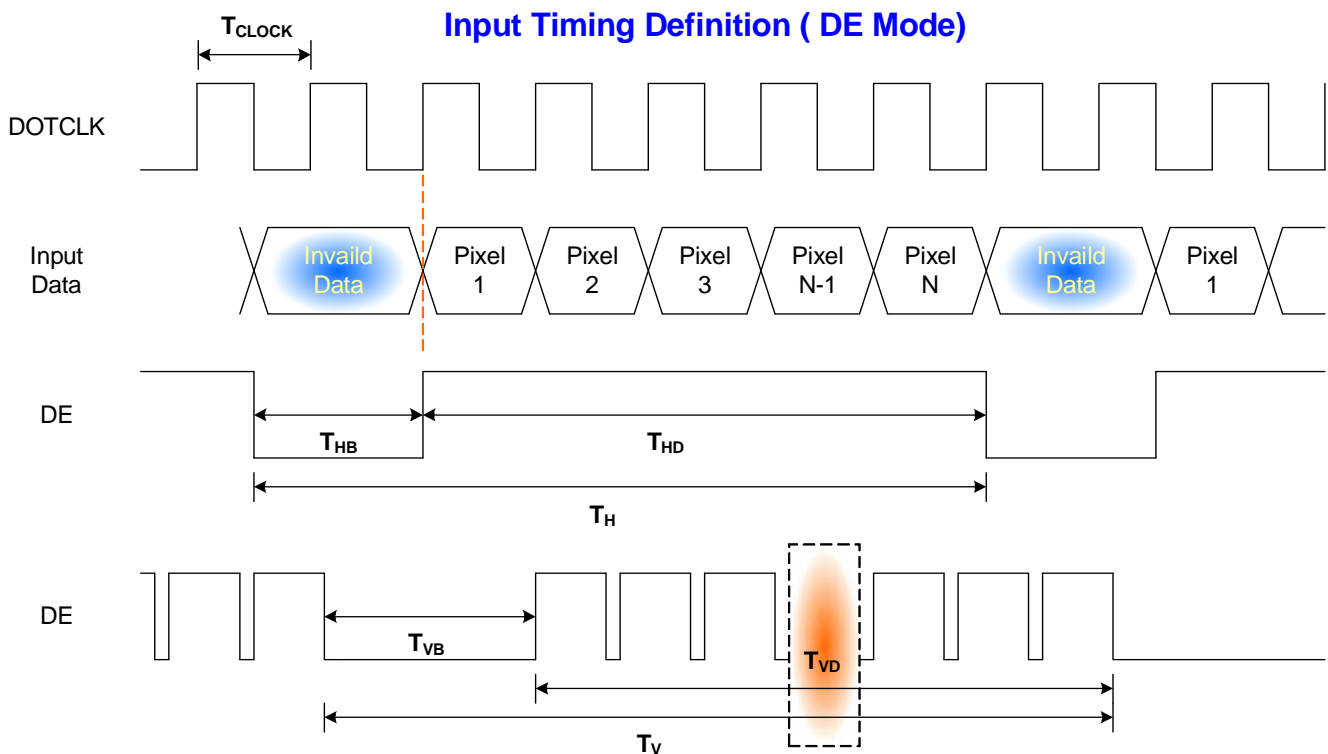 Input Timing Definition ( DE Mode)
TCLOCK
DOTCLK
Input
Data
Invaild
Data
Pixel
1
Pixel
2
Pixel
3
Pixel
N-1
Pixel
N
Invaild
Data
Pixel
1
DE
THB
THD
TH
DE
TVB
TVD
TV